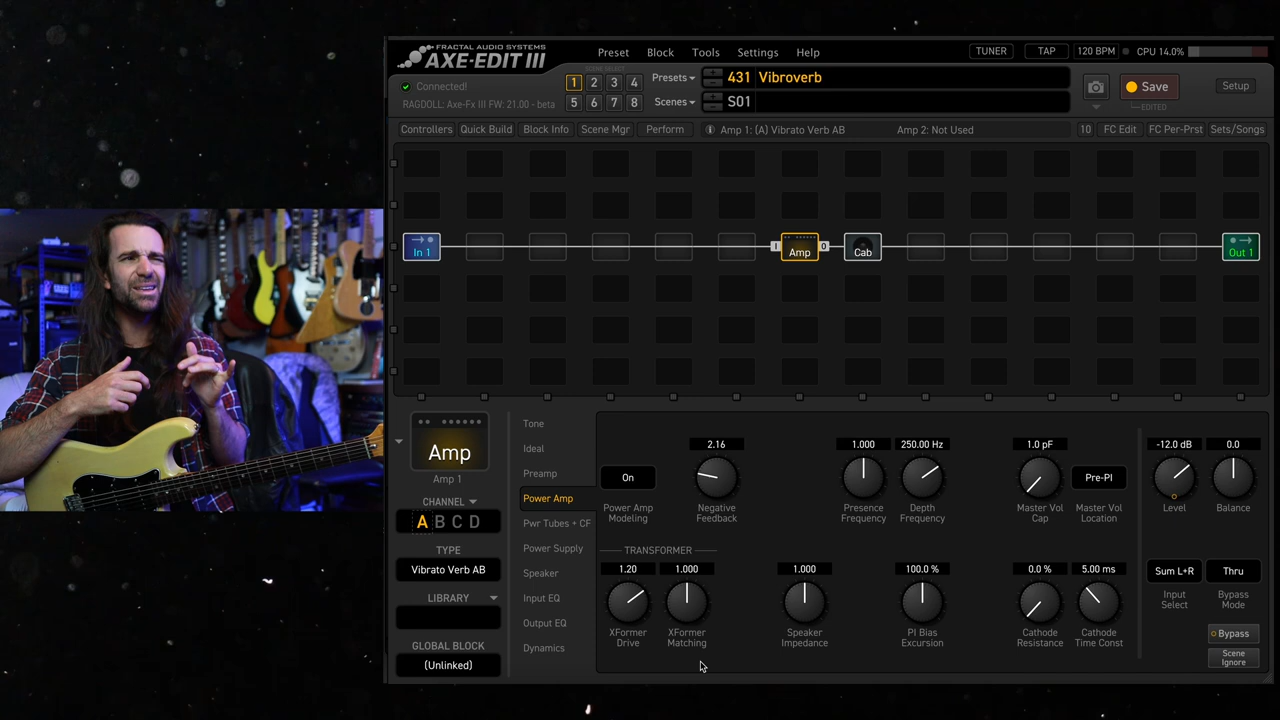 FRACTAL AUDIO SYSTEMS
AXE-EDIT III
Preset Block Tools Settings Help
TUNER TAP 120 BPM CPU 14.0%
Connected!
RAGDOLL: Axe-Fx III FW: 21.00 - beta
SCENE SELECT
1 2 3 4
5 6 7 8
Presets
431 Vibroverb
Scenes
S01
Save
EDITED
Setup
Controllers Quick Build Block Info Scene Mgr Perform
Amp 1: (A) Vibrato Verb AB Amp 2: Not Used
10 FC Edit FC Per-Prst Sets/Songs
In 1
I Amp O
Cab
Out 1
Amp
Amp 1
CHANNEL
A B C D
TYPE
Vibrato Verb AB
LIBRARY
GLOBAL BLOCK
(Unlinked)
Tone
Ideal
Preamp
Power Amp
Pwr Tubes + CF
Power Supply
Speaker
Input EQ
Output EQ
Dynamics
2.16 1.000 250.00 Hz 1.0 pF -12.0 dB 0.0
On Pre-PI
Power Amp Modeling
Negative Feedback
Presence Frequency
Depth Frequency
Master Vol Cap
Master Vol Location
Level
Balance
TRANSFORMER
1.20 1.000 1.000 100.0 % 0.0 % 5.00 ms
Sum L+R Thru
XFormer Drive
XFormer Matching
Speaker Impedance
PI Bias Excursion
Cathode Resistance
Cathode Time Const
Input Select
Bypass Mode
Bypass
Scene Ignore